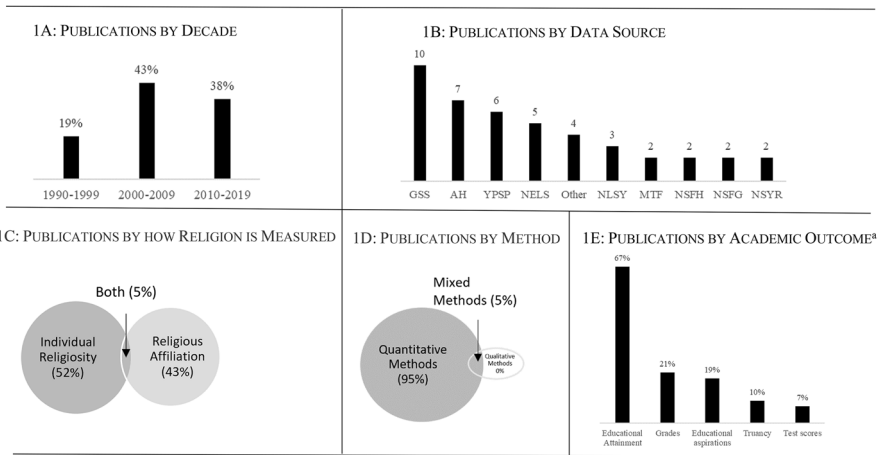 1A: PUBLICATIONS BY DECADE
43%
38%
19%
1990-1999 2000-2009 2010-2019
1B: PUBLICATIONS BY DATA SOURCE
10
7
6
5
4
3
2 2 2 2
GSS AH YPSP NELS Other NLSY MTF NSFH NSFG NSYR
1C: PUBLICATIONS BY HOW RELIGION IS MEASURED
Both (5%)
Individual
Religiosity
(52%)
Religious
Affiliation
(43%)
1D: PUBLICATIONS BY METHOD
Mixed
Methods (5%)
Quantitative
Methods
(95%)
Qualitative
Methods
0%
1E: PUBLICATIONS BY ACADEMIC OUTCOMEa
67%
21%
19%
10%
7%
Educational
Attainment
Grades
Educational
aspirations
Truancy
Test scores